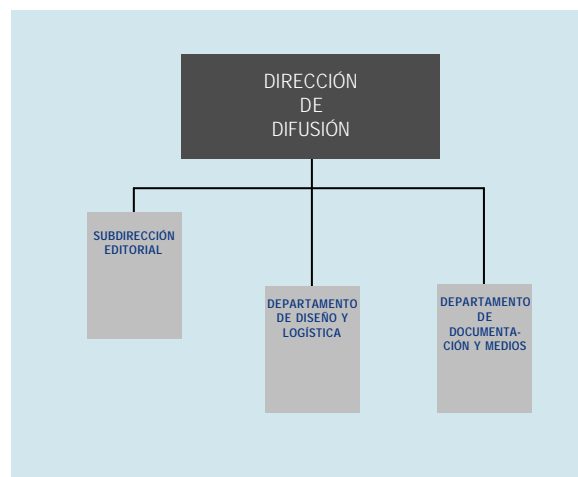 DIRECCIÓN
DE
DIFUSIÓN
SUBDIRECCIÓN
EDITORIAL
DEPARTAMENTO
DE DISEÑO Y
LOGÍSTICA
DEPARTAMENTO
DE
DOCUMENTA-
CIÓN Y MEDIOS